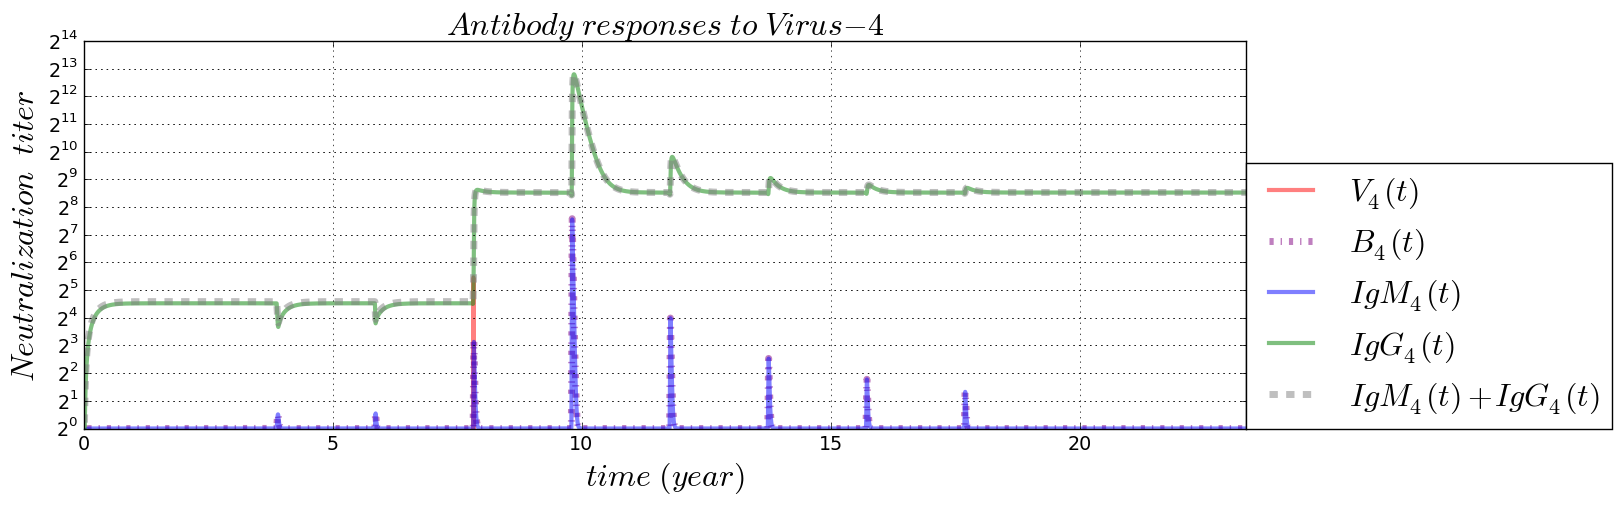 Antibody responses to Virus−4
Neutralization titer
2^14
2^13
2^12
2^11
2^10
2^9
2^8
2^7
2^6
2^5
2^4
2^3
2^2
2^1
2^0
0 5 10 15 20
time (year)
V_4(t)
B_4(t)
IgM_4(t)
IgG_4(t)
IgM_4(t)+IgG_4(t)